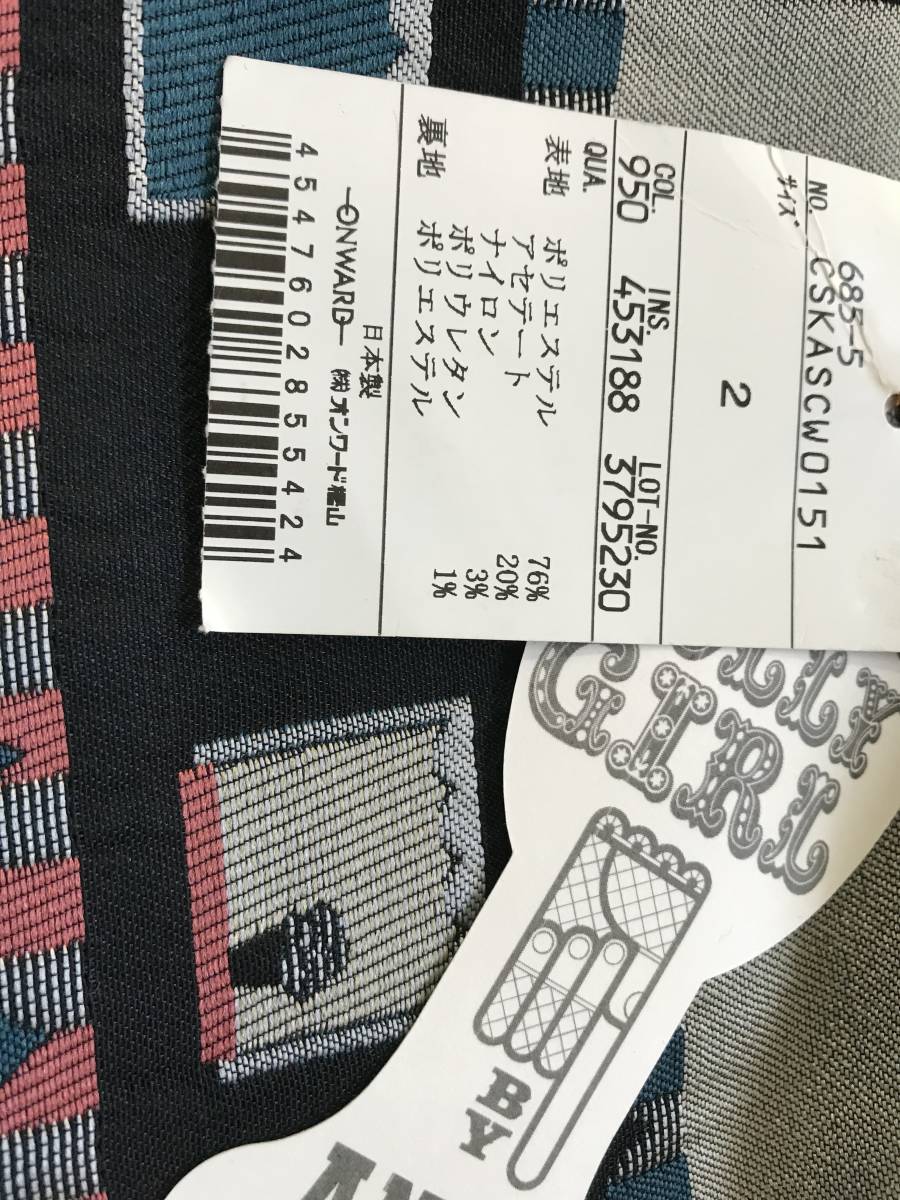 685-5
NO. CSKASCW0151
サイズ
2
COL. INS. LOT-NO.
950 453188 3795230
QUA.
表地 ポリエステル 76%
アセテート 20%
ナイロン 3%
ポリウレタン 1%
裏地 ポリエステル
日本製
ONWARD ㈱オンワード樫山
4547602855424
GIRL
BY